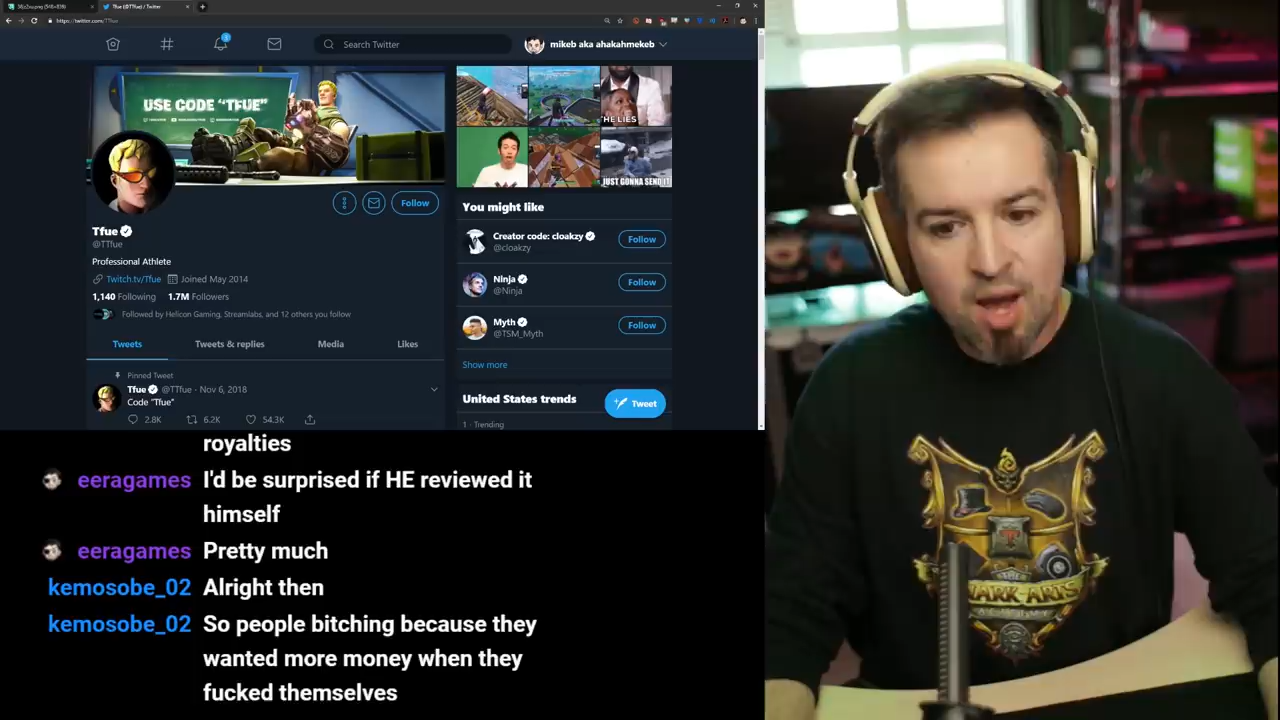 Tfue (@TTfue) / Twitter
https://twitter.com/TTfue
Search Twitter
mikeb aka ahakahmekeb
USE CODE "TFUE"
THE LIES
JUST GONNA SEND IT
Follow
Tfue
@TTfue
Professional Athlete
Twitch.tv/Tfue Joined May 2014
1,140 Following 1.7M Followers
Followed by Helicon Gaming, Streamlabs, and 12 others you follow
Tweets Tweets & replies Media Likes
Pinned Tweet
Tfue @TTfue · Nov 6, 2018
Code "Tfue"
2.8K 6.2K 54.3K
You might like
Creator code: cloakzy
@cloakzy
Follow
Ninja
@Ninja
Follow
Myth
@TSM_Myth
Follow
Show more
United States trends
Tweet
1 · Trending
royalties
eeragames I'd be surprised if HE reviewed it
himself
eeragames Pretty much
kemosobe_02 Alright then
kemosobe_02 So people bitching because they
wanted more money when they
fucked themselves
DARK ARTS